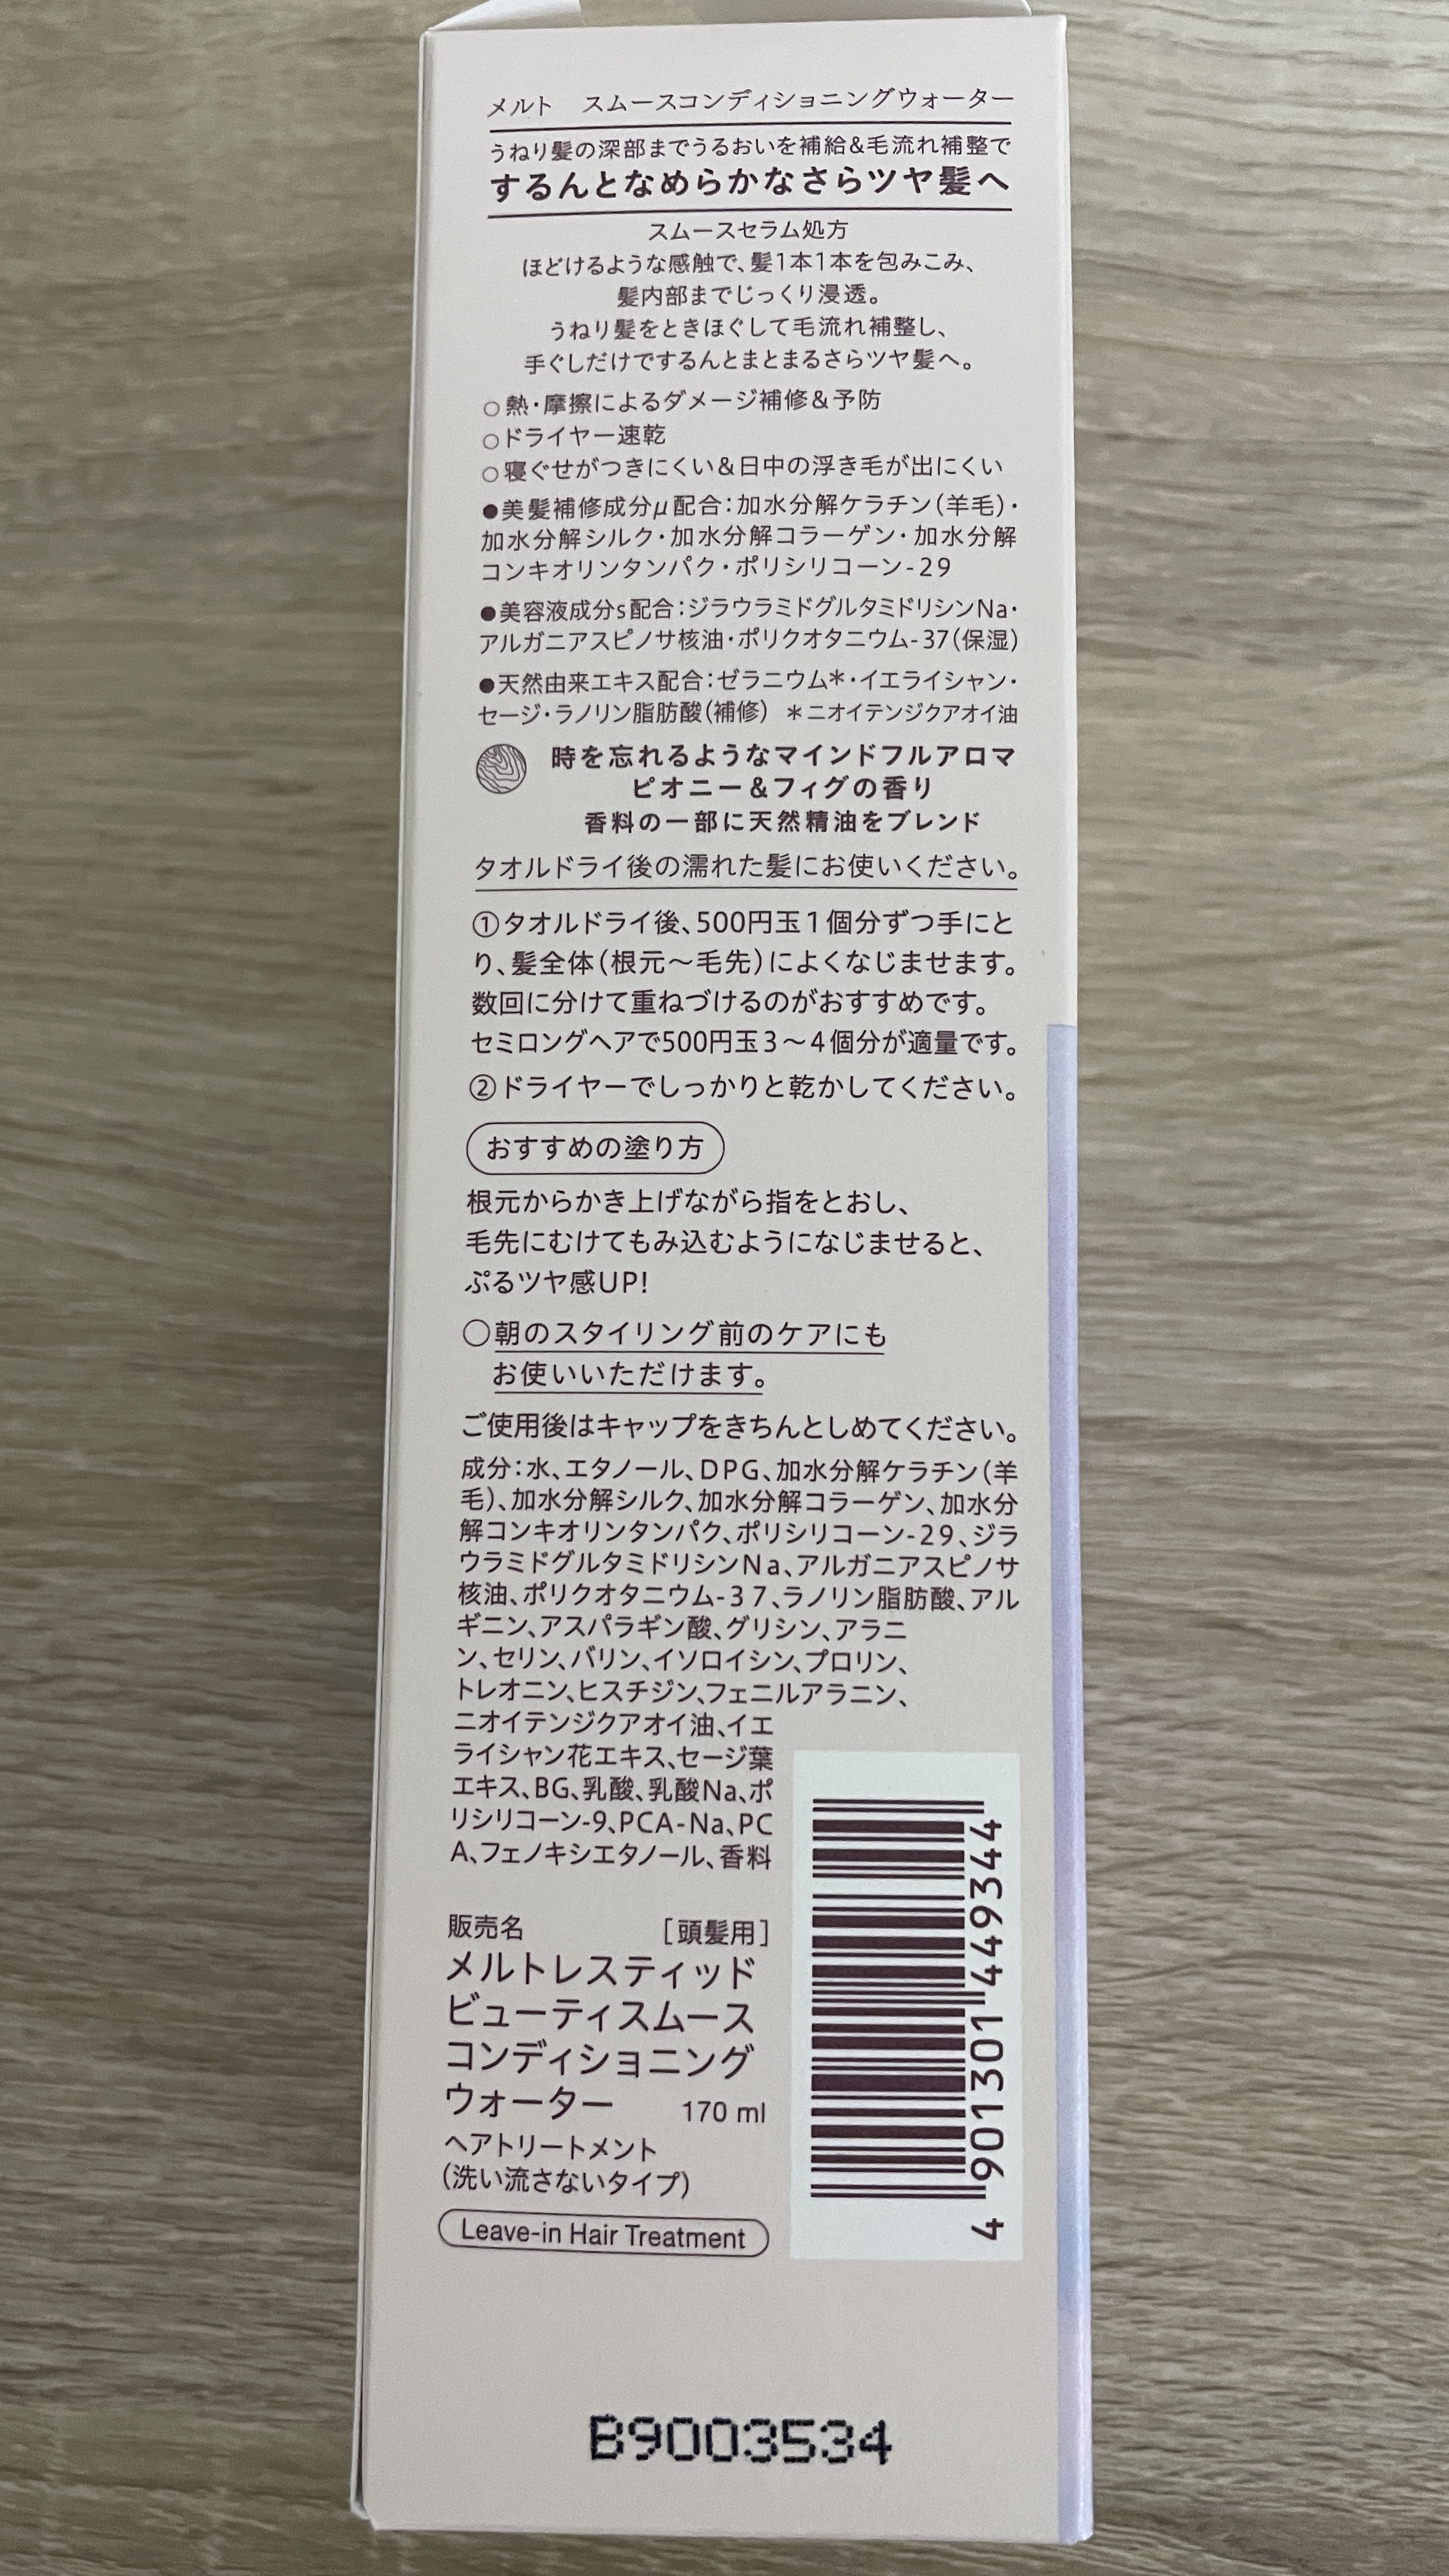 メルト　スムースコンディショニングウォーター
うねり髪の深部までうるおいを補給&毛流れ補整で
するんとなめらかなさらツヤ髪へ
スムースセラム処方
ほどけるような感触で、髪1本1本を包みこみ、
髪内部までじっくり浸透。
うねり髪をときほぐして毛流れ補整し、
手ぐしだけでするんとまとまるさらツヤ髪へ。
○熱・摩擦によるダメージ補修&予防
○ドライヤー速乾
○寝ぐせがつきにくい&日中の浮き毛が出にくい
●美髪補修成分μ配合：加水分解ケラチン(羊毛)・
加水分解シルク・加水分解コラーゲン・加水分解
コンキオリンタンパク・ポリシリコーン-29
●美容液成分s配合：ジラウラミドグルタミドリシンNa・
アルガニアスピノサ核油・ポリクオタニウム-37(保湿)
●天然由来エキス配合：ゼラニウム＊・イエライシャン・
セージ・ラノリン脂肪酸(補修) ＊ニオイテンジクアオイ油
時を忘れるようなマインドフルアロマ
ピオニー&フィグの香り
香料の一部に天然精油をブレンド
タオルドライ後の濡れた髪にお使いください。
①タオルドライ後、500円玉1個分ずつ手にと
り、髪全体(根元～毛先)によくなじませます。
数回に分けて重ねづけるのがおすすめです。
セミロングヘアで500円玉3～4個分が適量です。
②ドライヤーでしっかりと乾かしてください。
おすすめの塗り方
根元からかき上げながら指をとおし、
毛先にむけてもみ込むようになじませると、
ぷるツヤ感UP!
○朝のスタイリング前のケアにも
お使いいただけます。
ご使用後はキャップをきちんとしめてください。
成分：水、エタノール、DPG、加水分解ケラチン(羊
毛)、加水分解シルク、加水分解コラーゲン、加水分
解コンキオリンタンパク、ポリシリコーン-29、ジラ
ウラミドグルタミドリシンNa、アルガニアスピノサ
核油、ポリクオタニウム-37、ラノリン脂肪酸、アル
ギニン、アスパラギン酸、グリシン、アラニ
ン、セリン、バリン、イソロイシン、プロリン、
トレオニン、ヒスチジン、フェニルアラニン、
ニオイテンジクアオイ油、イエ
ライシャン花エキス、セージ葉
エキス、BG、乳酸、乳酸Na、ポ
リシリコーン-9、PCA-Na、PC
A、フェノキシエタノール、香料
販売名　[頭髪用]
メルトレスティッド
ビューティスムース
コンディショニング
ウォーター　170 ml
ヘアトリートメント
(洗い流さないタイプ)
Leave-in Hair Treatment
4 901301 449344
B9003534